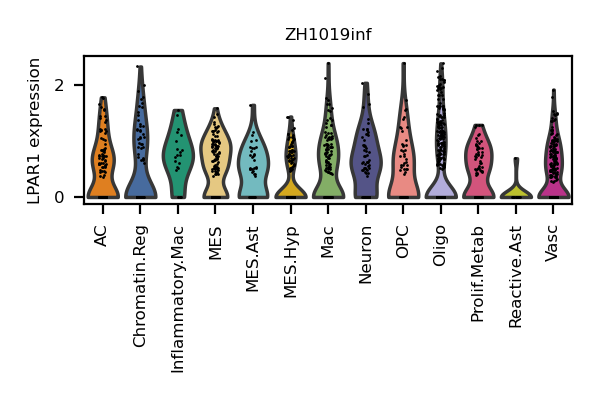 ZH1019inf
LPAR1 expression
2
0
AC
Chromatin.Reg
Inflammatory.Mac
MES
MES.Ast
MES.Hyp
Mac
Neuron
OPC
Oligo
Prolif.Metab
Reactive.Ast
Vasc